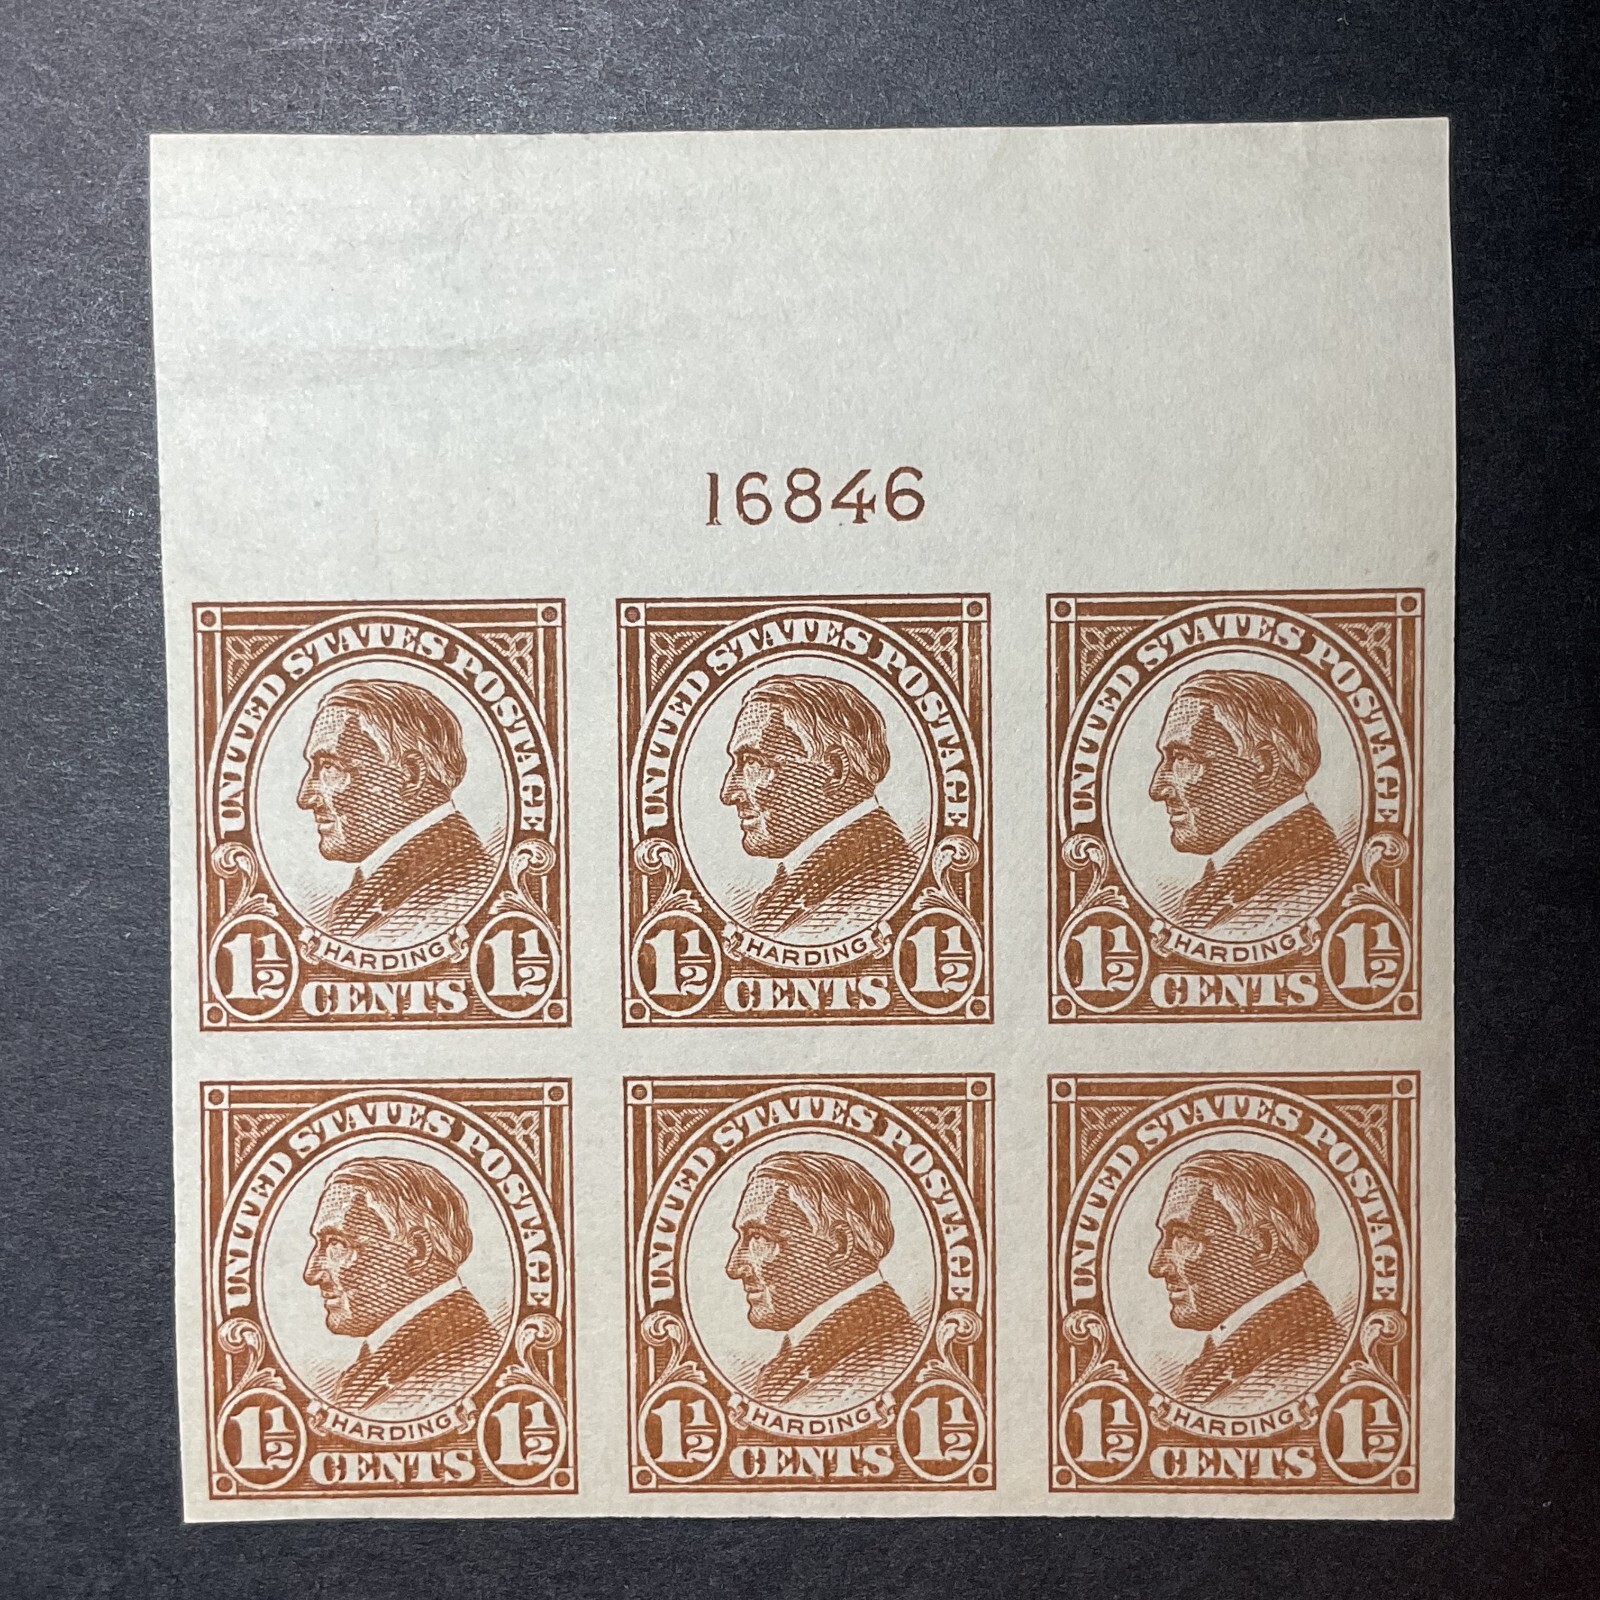 16846
UNITED STATES POSTAGE
HARDING
1½ 1½
CENTS
UNITED STATES POSTAGE
HARDING
1½ 1½
CENTS
UNITED STATES POSTAGE
HARDING
1½ 1½
CENTS
UNITED STATES POSTAGE
HARDING
1½ 1½
CENTS
UNITED STATES POSTAGE
HARDING
1½ 1½
CENTS
UNITED STATES POSTAGE
HARDING
1½ 1½
CENTS